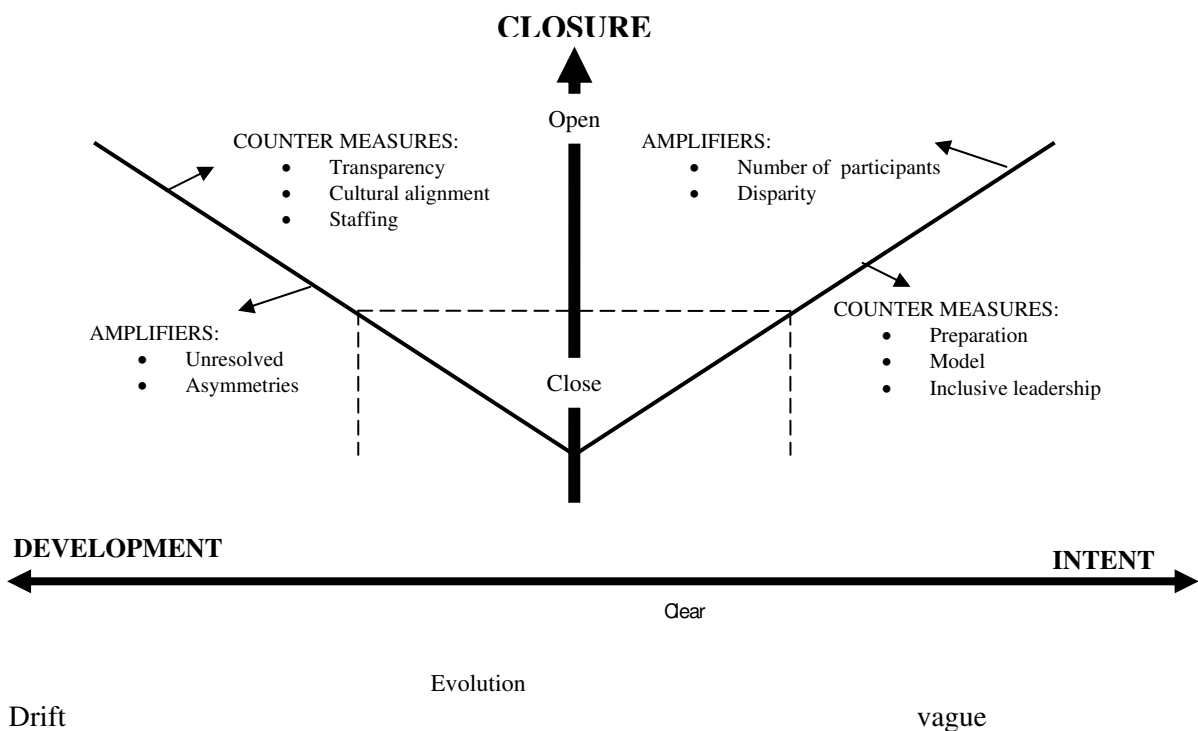 CLOSURE
Open
COUNTER MEASURES:
• Transparency
• Cultural alignment
• Staffing
AMPLIFIERS:
• Number of participants
• Disparity
AMPLIFIERS:
• Unresolved
• Asymmetries
Close
COUNTER MEASURES:
• Preparation
• Model
• Inclusive leadership
DEVELOPMENT
INTENT
Clear
Evolution
Drift
vague